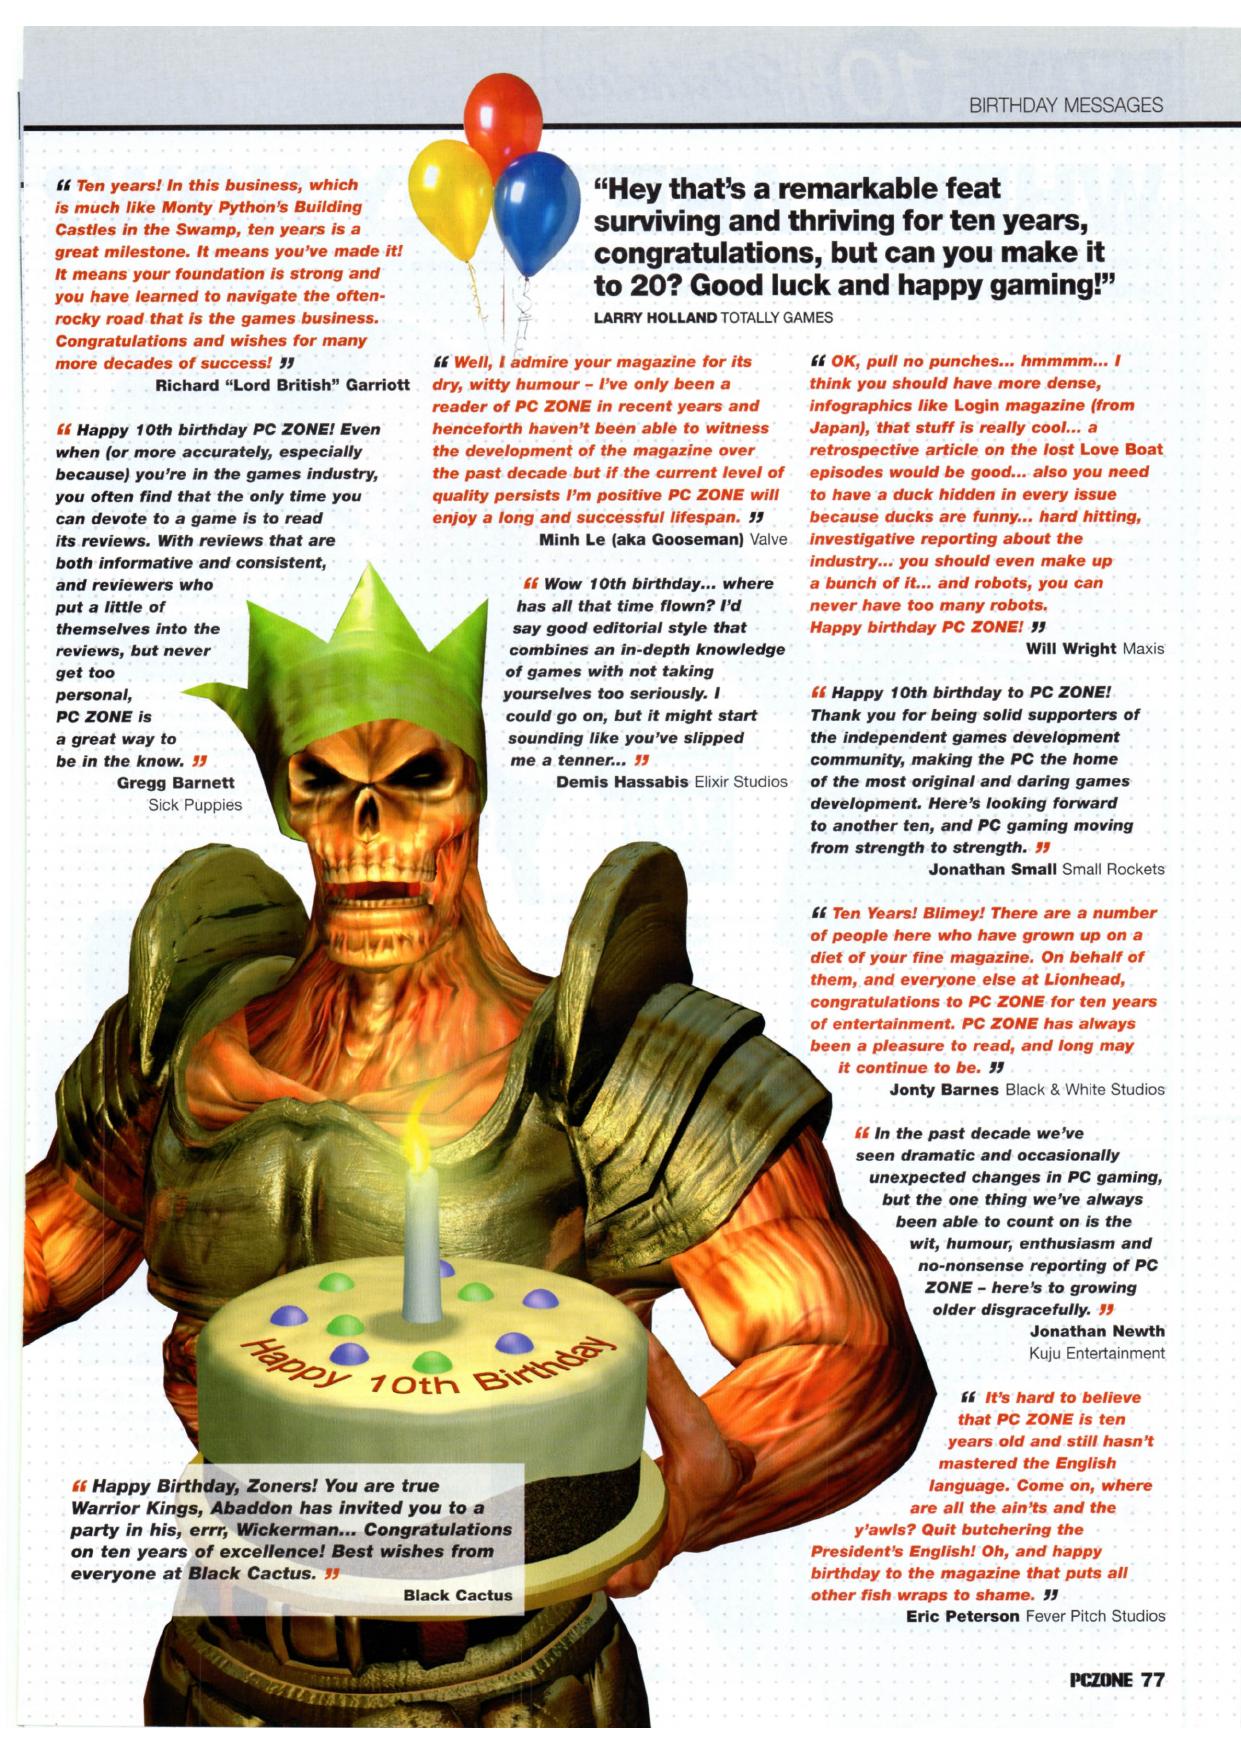 BIRTHDAY MESSAGES
“Ten years! In this business, which
is much like Monty Python's Building
Castles in the Swamp, ten years is a
great milestone. It means you've made it!
It means your foundation is strong and
you have learned to navigate the often-
rocky road that is the games business.
Congratulations and wishes for many
more decades of success! ”
Richard “Lord British” Garriott
“Happy 10th birthday PC ZONE! Even
when (or more accurately, especially
because) you're in the games industry,
you often find that the only time you
can devote to a game is to read
its reviews. With reviews that are
both informative and consistent,
and reviewers who
put a little of
themselves into the
reviews, but never
get too
personal,
PC ZONE is
a great way to
be in the know. ”
Gregg Barnett
Sick Puppies
“Hey that's a remarkable feat
surviving and thriving for ten years,
congratulations, but can you make it
to 20? Good luck and happy gaming!”
LARRY HOLLAND TOTALLY GAMES
“Well, I admire your magazine for its
dry, witty humour – I've only been a
reader of PC ZONE in recent years and
henceforth haven't been able to witness
the development of the magazine over
the past decade but if the current level of
quality persists I'm positive PC ZONE will
enjoy a long and successful lifespan. ”
Minh Le (aka Gooseman) Valve
“Wow 10th birthday... where
has all that time flown? I'd
say good editorial style that
combines an in-depth knowledge
of games with not taking
yourselves too seriously. I
could go on, but it might start
sounding like you've slipped
me a tenner... ”
Demis Hassabis Elixir Studios
“OK, pull no punches... hmmmm... I
think you should have more dense,
infographics like Login magazine (from
Japan), that stuff is really cool... a
retrospective article on the lost Love Boat
episodes would be good... also you need
to have a duck hidden in every issue
because ducks are funny... hard hitting,
investigative reporting about the
industry... you should even make up
a bunch of it... and robots, you can
never have too many robots.
Happy birthday PC ZONE! ”
Will Wright Maxis
“Happy 10th birthday to PC ZONE!
Thank you for being solid supporters of
the independent games development
community, making the PC the home
of the most original and daring games
development. Here's looking forward
to another ten, and PC gaming moving
from strength to strength. ”
Jonathan Small Small Rockets
“Ten Years! Blimey! There are a number
of people here who have grown up on a
diet of your fine magazine. On behalf of
them, and everyone else at Lionhead,
congratulations to PC ZONE for ten years
of entertainment. PC ZONE has always
been a pleasure to read, and long may
it continue to be. ”
Jonty Barnes Black & White Studios
“In the past decade we've
seen dramatic and occasionally
unexpected changes in PC gaming,
but the one thing we've always
been able to count on is the
wit, humour, enthusiasm and
no-nonsense reporting of PC
ZONE – here's to growing
older disgracefully. ”
Jonathan Newth
Kuju Entertainment
“It's hard to believe
that PC ZONE is ten
years old and still hasn't
mastered the English
language. Come on, where
are all the ain'ts and the
y'awls? Quit butchering the
President's English! Oh, and happy
birthday to the magazine that puts all
other fish wraps to shame. ”
Eric Peterson Fever Pitch Studios
Happy 10th Birthday
“Happy Birthday, Zoners! You are true
Warrior Kings, Abaddon has invited you to a
party in his, errr, Wickerman... Congratulations
on ten years of excellence! Best wishes from
everyone at Black Cactus. ”
Black Cactus
PCZONE 77